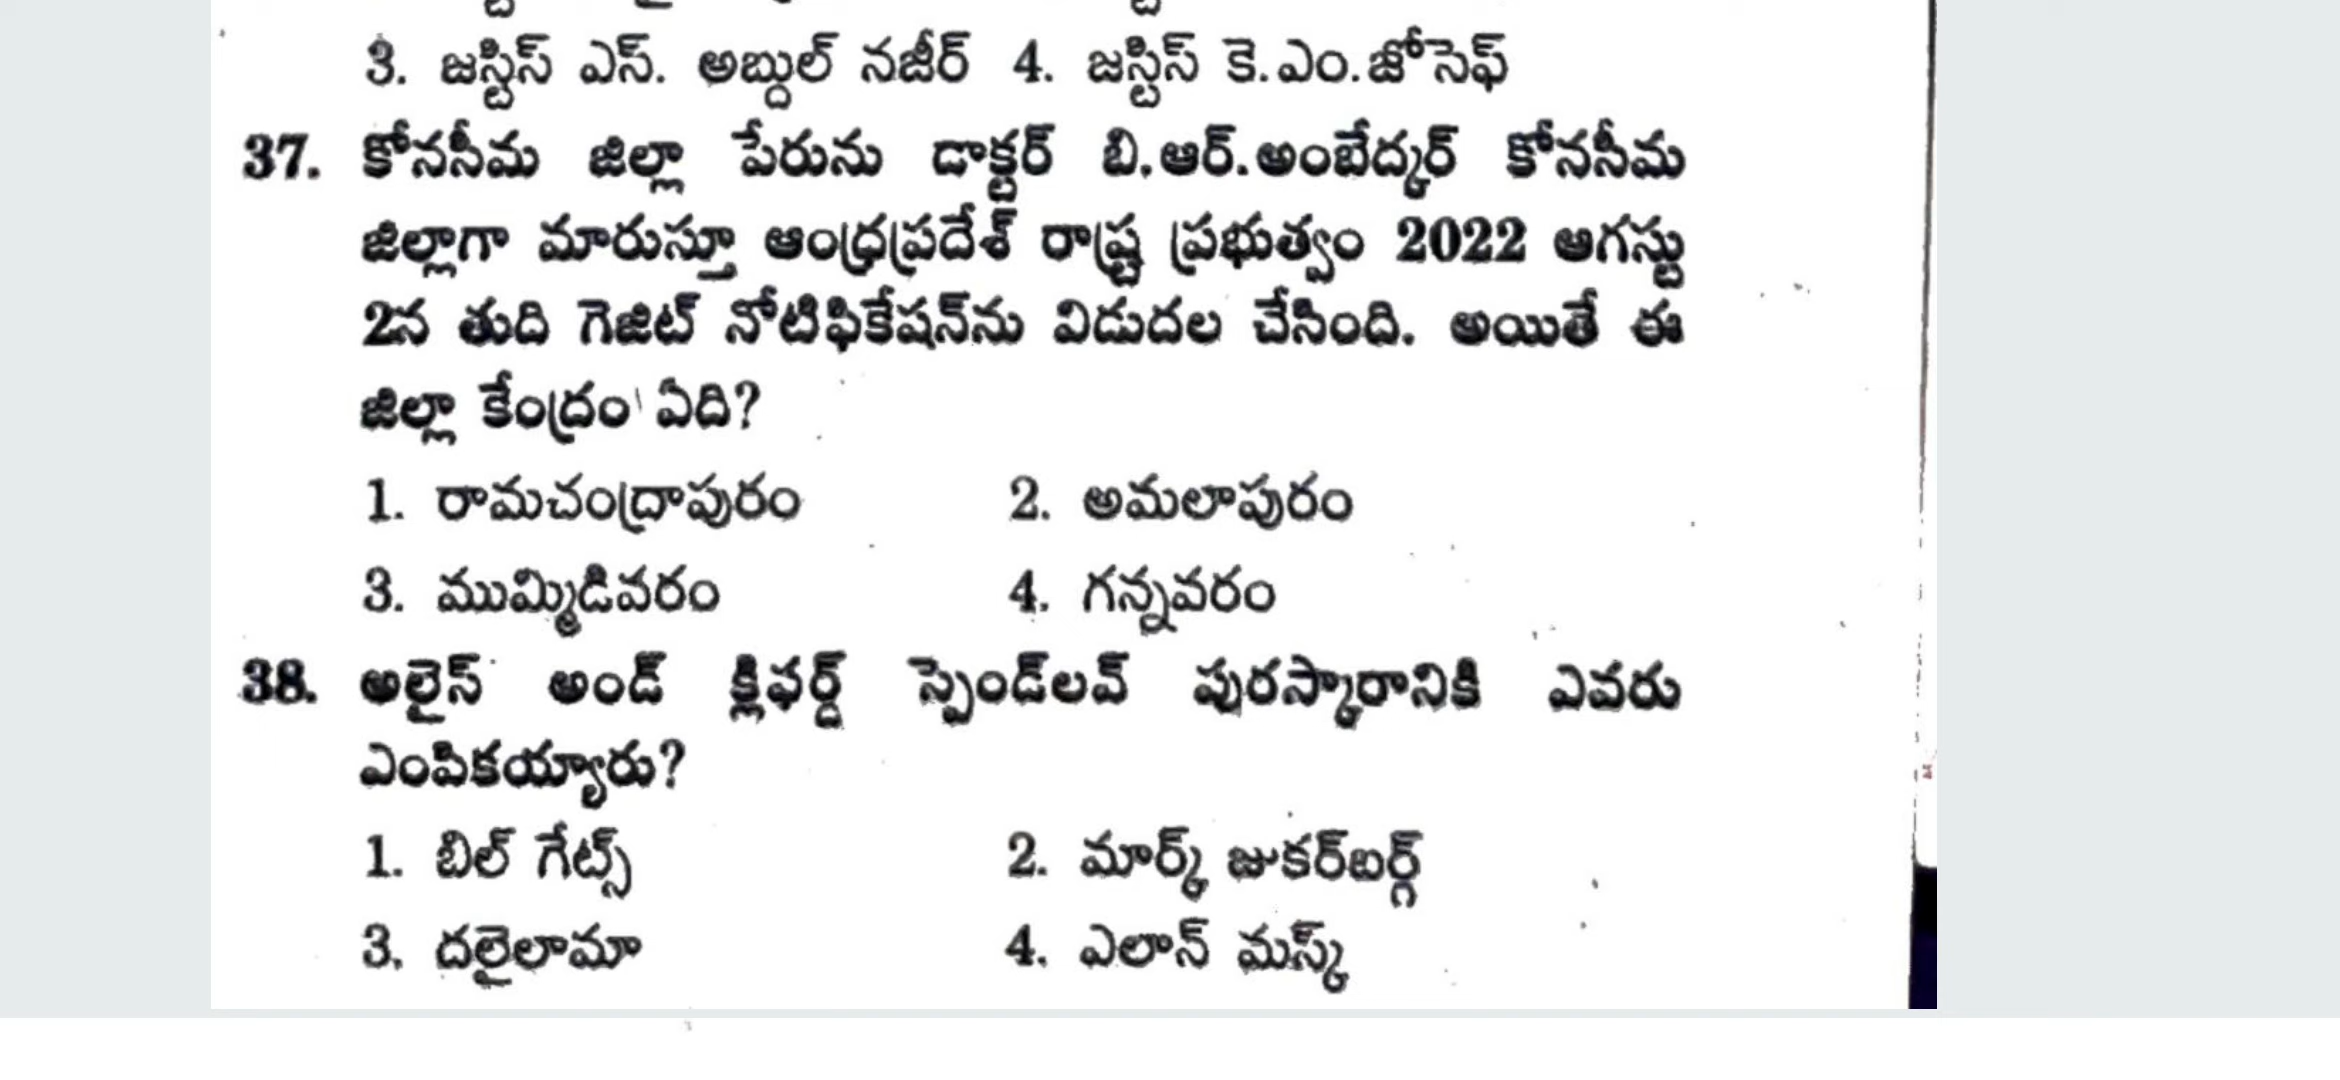 3. జస్టిస్ ఎస్. అబ్దుల్ నజీర్ 4. జస్టిస్ కె.ఎం.జోసెఫ్
37. కోనసీమ జిల్లా పేరును డాక్టర్ బి.ఆర్.అంబేద్కర్ కోనసీమ
జిల్లాగా మారుస్తూ ఆంధ్రప్రదేశ్ రాష్ట్ర ప్రభుత్వం 2022 ఆగస్టు
2న తుది గెజిట్ నోటిఫికేషన్‌ను విడుదల చేసింది. అయితే ఈ
జిల్లా కేంద్రం ఏది?
1. రామచంద్రాపురం 2. అమలాపురం
3. ముమ్మిడివరం 4. గన్నవరం
38. అలైస్ అండ్ క్లిఫర్డ్ స్పెండ్‌లవ్ పురస్కారానికి ఎవరు
ఎంపికయ్యారు?
1. బిల్ గేట్స్ 2. మార్క్ జుకర్‌బర్గ్
3. దలైలామా 4. ఎలాన్ మస్క్